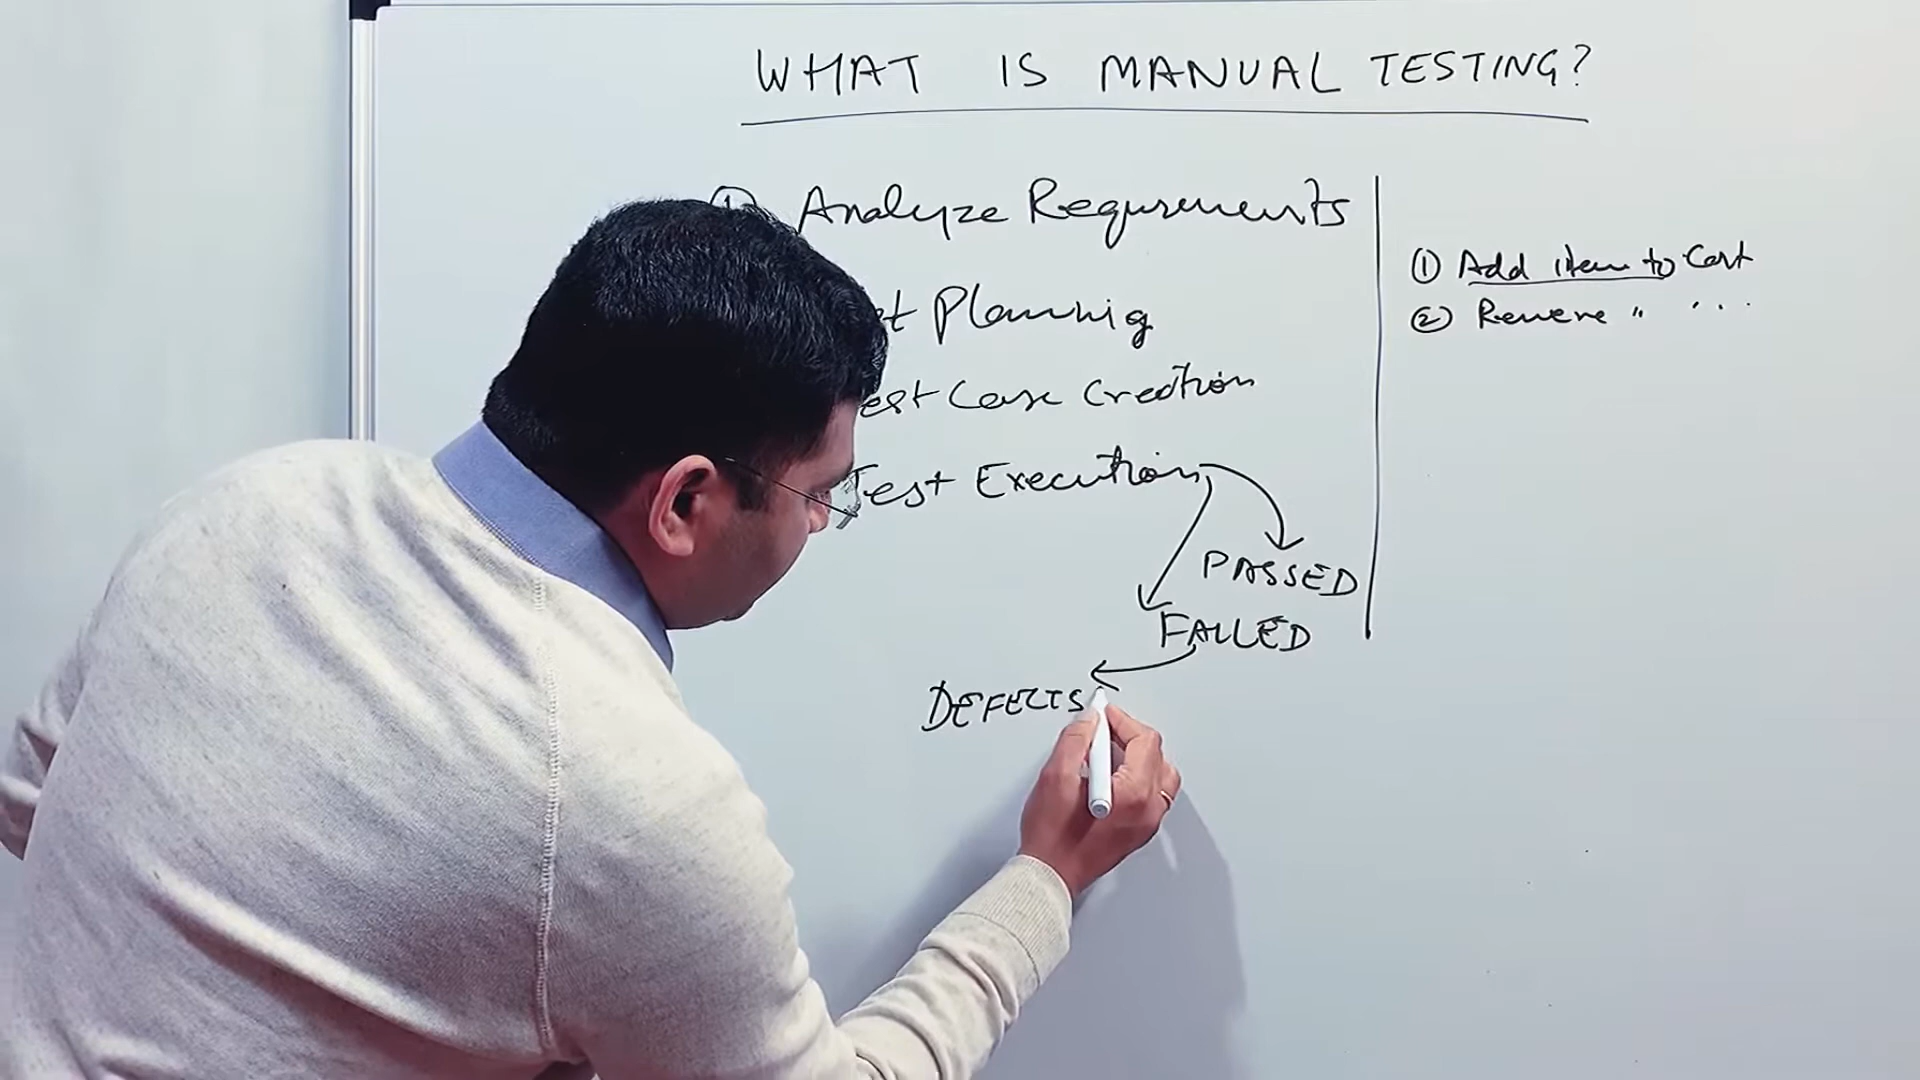 WHAT IS MANUAL TESTING?
① Analyze Requirements
Planning
Case Creation
Test Execution
PASSED
FAILED
DEFECTS
① Add item to Cart
② Remove " " . .